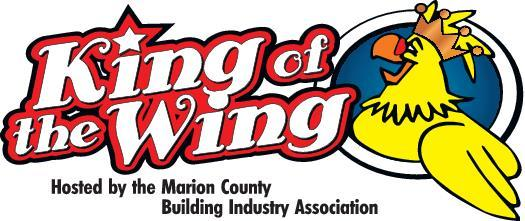 King of
the Wing
Hosted by the Marion County
Building Industry Association